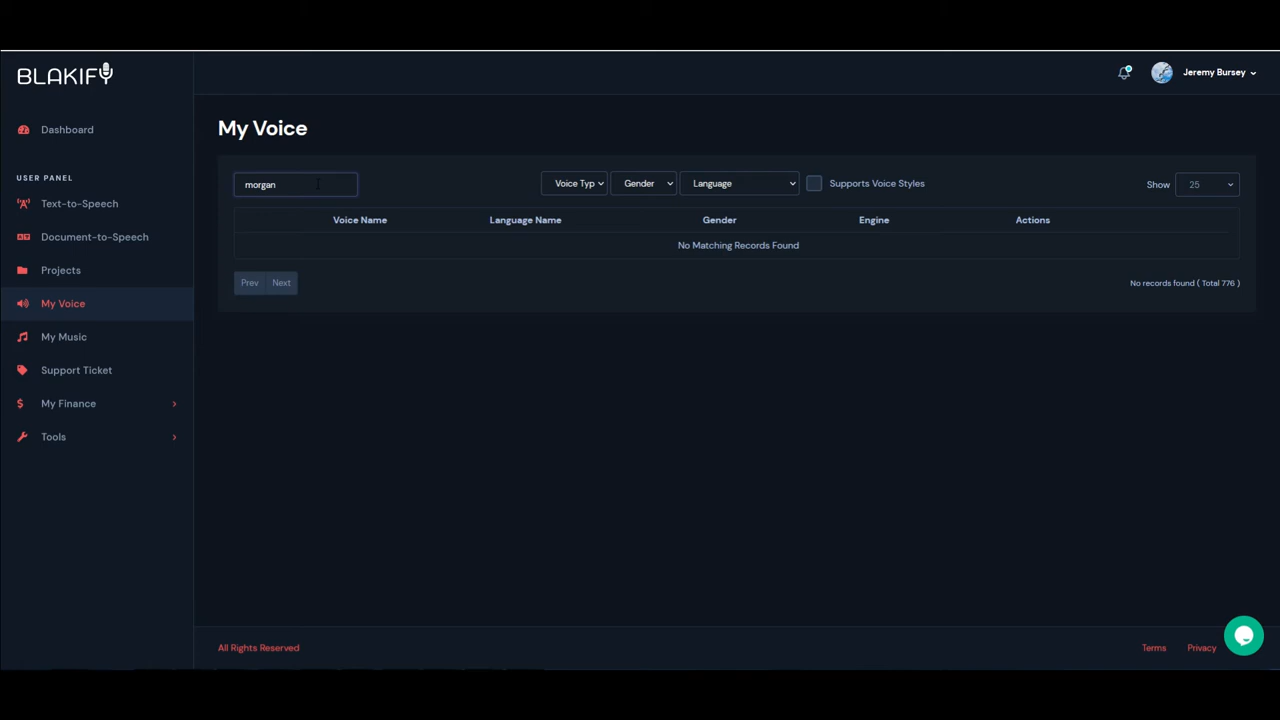 BLAKIFY
Jeremy Bursey
Dashboard
USER PANEL
Text-to-Speech
Document-to-Speech
Projects
My Voice
My Music
Support Ticket
My Finance
Tools
My Voice
morgan
Voice Typ
Gender
Language
Supports Voice Styles
Show
25
Voice Name Language Name Gender Engine Actions
No Matching Records Found
Prev Next
No records found ( Total 776 )
All Rights Reserved
Terms Privacy